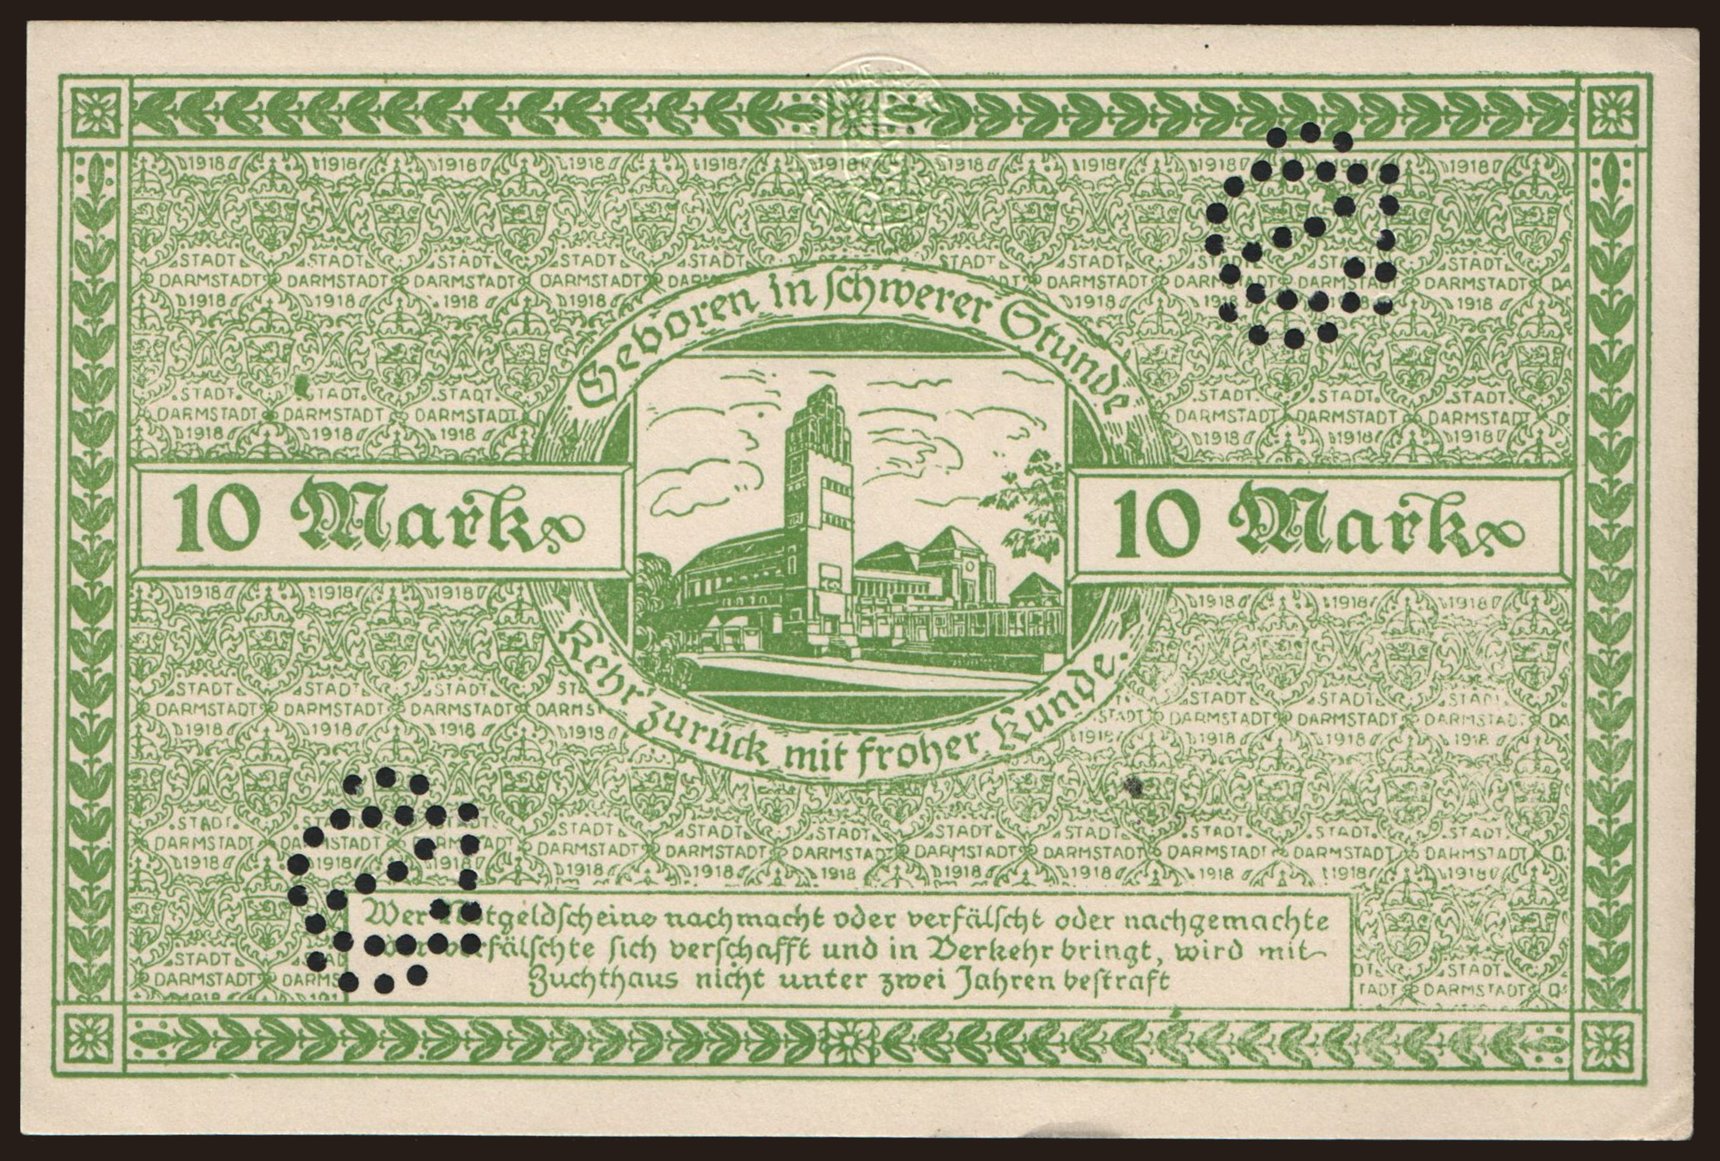 Geboren in schwerer Stunde
10 Mark
10 Mark
Kehr' zurück mit froher Kunde.
Wer Notgeldscheine nachmacht oder verfälscht oder nachgemachte
oder verfälschte sich verschafft und in Verkehr bringt, wird mit
Zuchthaus nicht unter zwei Jahren bestraft
STADT
DARMSTADT
1918